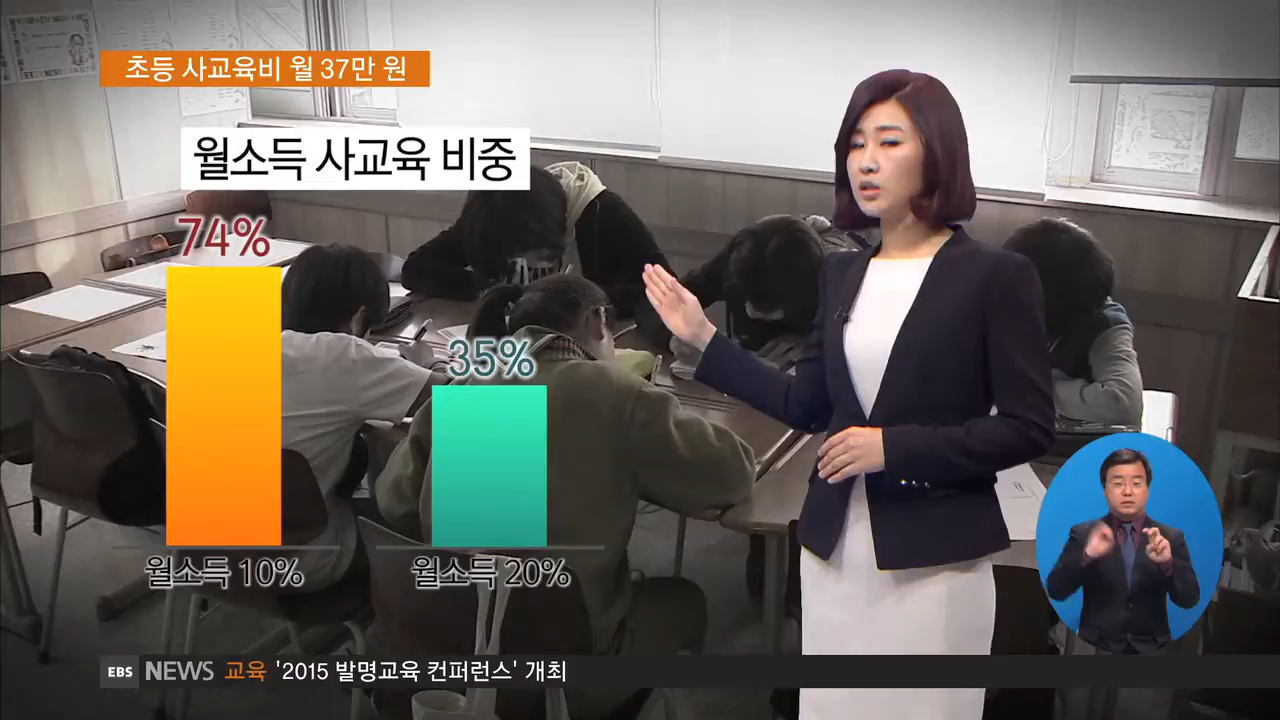 초등 사교육비 월 37만 원
월소득 사교육 비중
74%
35%
월소득 10%
월소득 20%
EBS NEWS 교육 '2015 발명교육 컨퍼런스' 개최